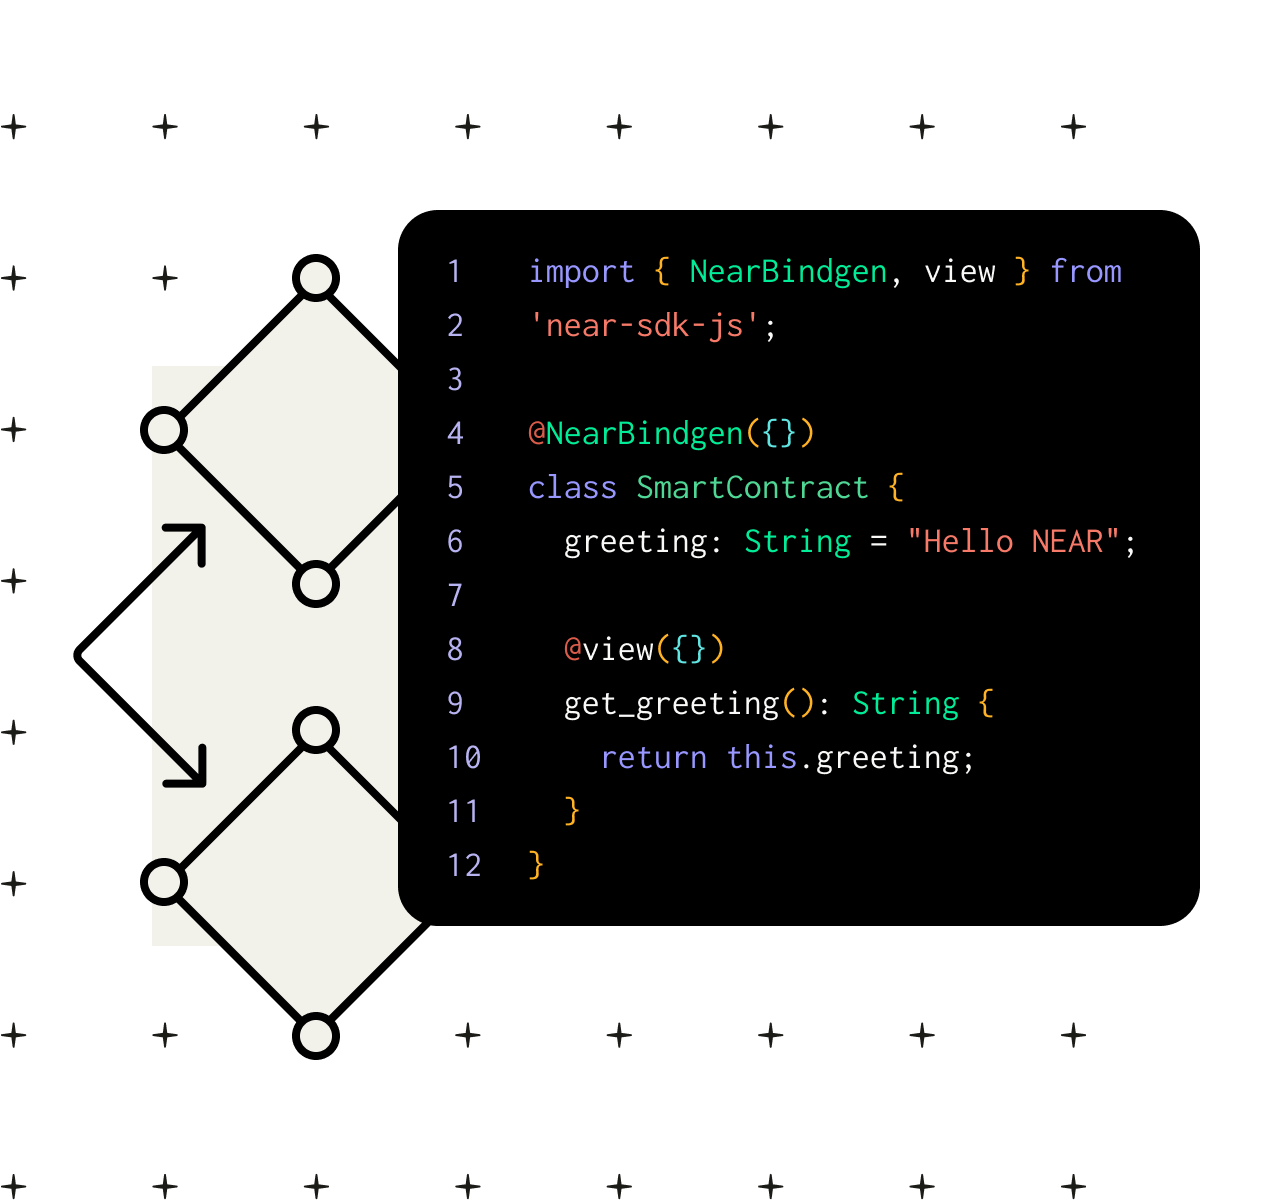 1 import { NearBindgen, view } from
2 'near-sdk-js';
3
4 @NearBindgen({})
5 class SmartContract {
6   greeting: String = "Hello NEAR";
7
8   @view({})
9   get_greeting(): String {
10     return this.greeting;
11   }
12 }